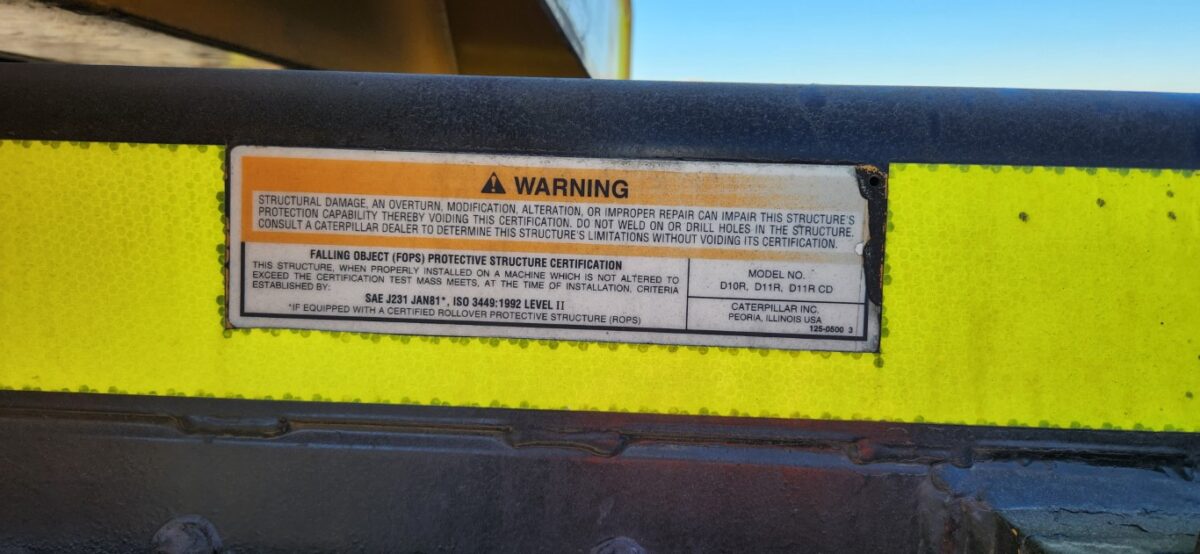 WARNING
STRUCTURAL DAMAGE, AN OVERTURN, MODIFICATION, ALTERATION, OR IMPROPER REPAIR CAN IMPAIR THIS STRUCTURE'S
PROTECTION CAPABILITY THEREBY VOIDING THIS CERTIFICATION. DO NOT WELD ON OR DRILL HOLES IN THE STRUCTURE.
CONSULT A CATERPILLAR DEALER TO DETERMINE THIS STRUCTURE'S LIMITATIONS WITHOUT VOIDING ITS CERTIFICATION.
FALLING OBJECT (FOPS) PROTECTIVE STRUCTURE CERTIFICATION
THIS STRUCTURE, WHEN PROPERLY INSTALLED ON A MACHINE WHICH IS NOT ALTERED TO
EXCEED THE CERTIFICATION TEST MASS MEETS, AT THE TIME OF INSTALLATION, CRITERIA
ESTABLISHED BY:
SAE J231 JAN81*, ISO 3449:1992 LEVEL II
*IF EQUIPPED WITH A CERTIFIED ROLLOVER PROTECTIVE STRUCTURE (ROPS)
MODEL NO.
D10R, D11R, D11R CD
CATERPILLAR INC.
PEORIA, ILLINOIS USA
125-0500 3